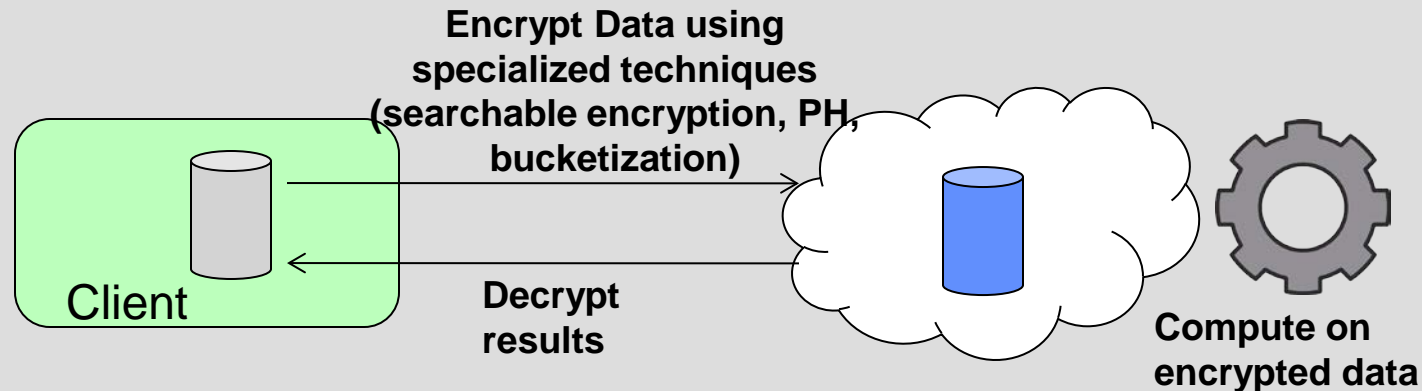 Encrypt Data using
specialized techniques
(searchable encryption, PH,
bucketization)
Client
Decrypt
results
Compute on
encrypted data